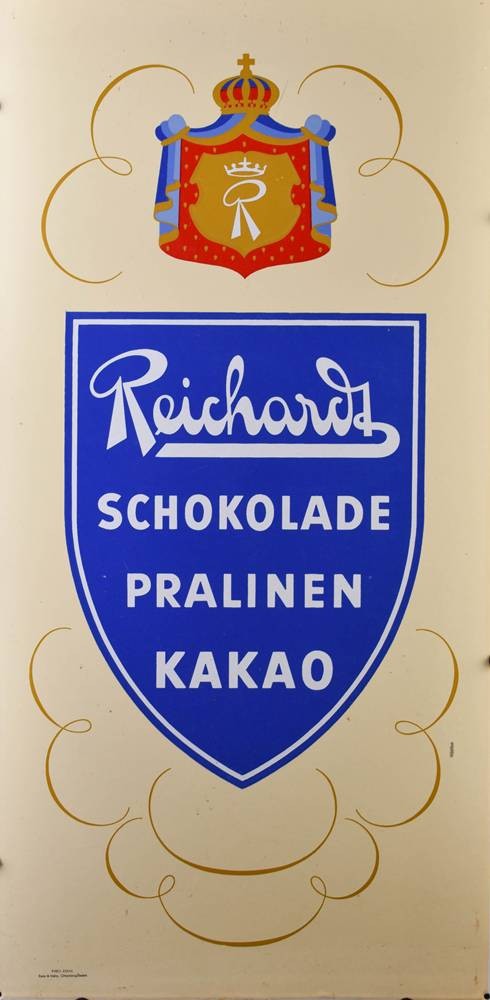 R
Reichardt
SCHOKOLADE
PRALINEN
KAKAO